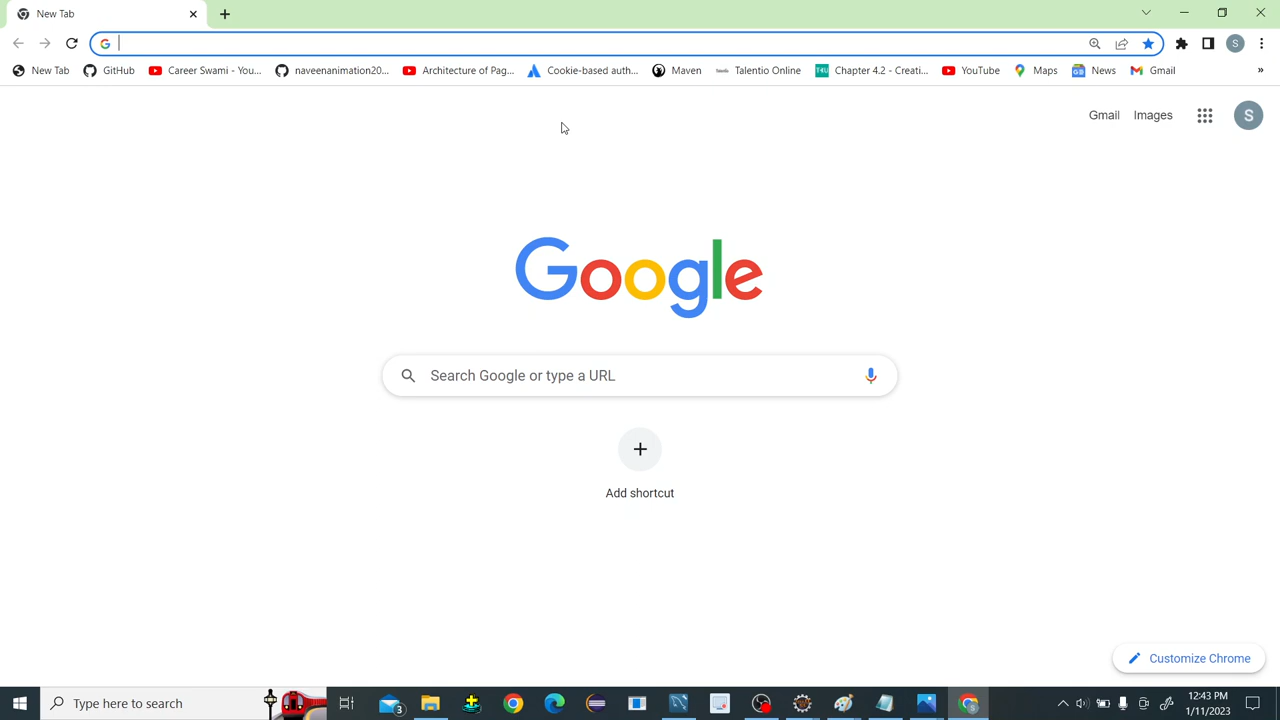 New Tab
New Tab GitHub Career Swami - You... naveenanimation20... Architecture of Pag... Cookie-based auth... Maven Talentio Online Chapter 4.2 - Creati... YouTube Maps News Gmail »
Gmail Images S
Google
Search Google or type a URL
Add shortcut
Customize Chrome
Type here to search
12:43 PM
1/11/2023